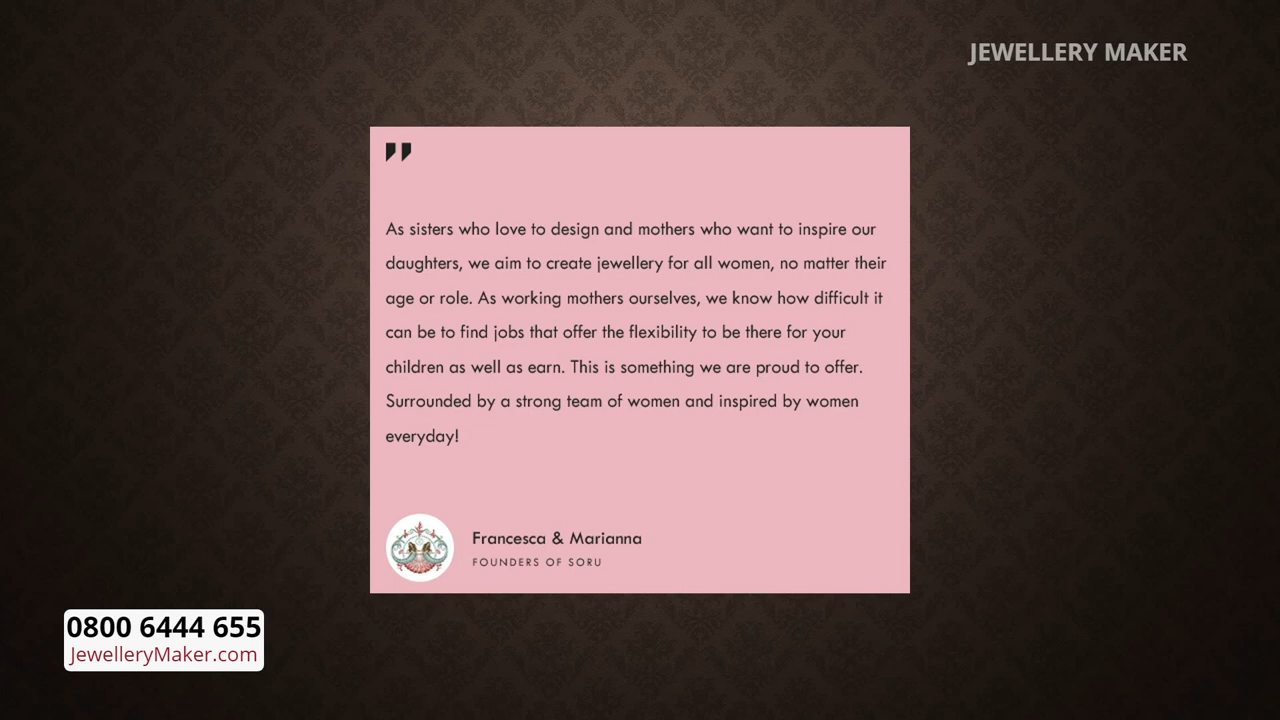 JEWELLERY MAKER
"
As sisters who love to design and mothers who want to inspire our
daughters, we aim to create jewellery for all women, no matter their
age or role. As working mothers ourselves, we know how difficult it
can be to find jobs that offer the flexibility to be there for your
children as well as earn. This is something we are proud to offer.
Surrounded by a strong team of women and inspired by women
everyday!
Francesca & Marianna
FOUNDERS OF SORU
0800 6444 655
JewelleryMaker.com